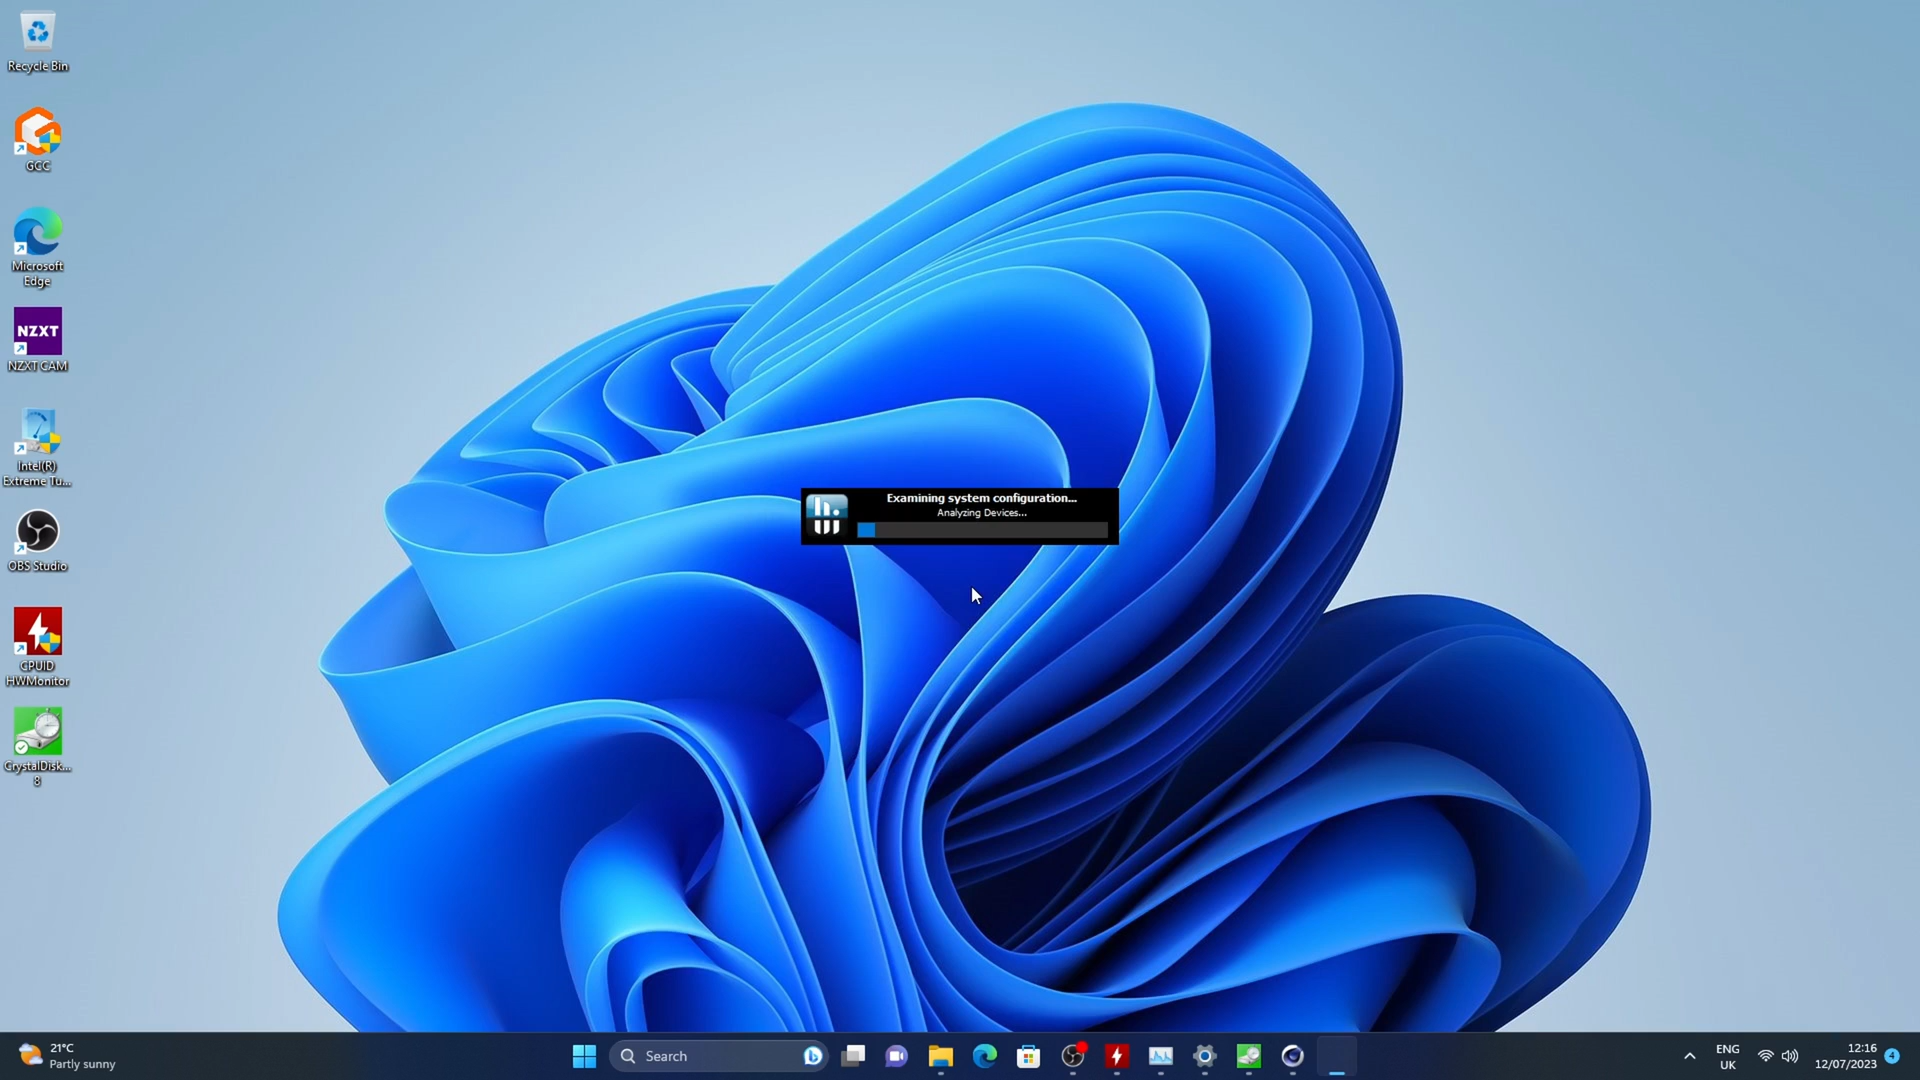 Recycle Bin
GCC
Microsoft
Edge
NZXT
NZXT CAM
Intel(R)
Extreme Tu...
OBS Studio
CPUID
HWMonitor
CrystalDisk...
8
Examining system configuration...
Analyzing Devices...
21°C
Partly sunny
Search
ENG
UK
12:16
12/07/2023
4